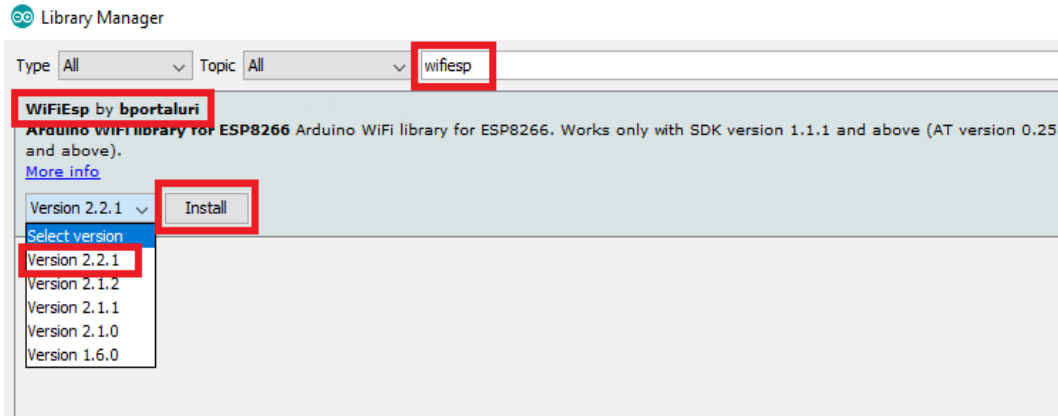 Library Manager
Type All Topic All wifiesp
WiFiEsp by bportaluri
Arduino WiFi library for ESP8266 Arduino WiFi library for ESP8266. Works only with SDK version 1.1.1 and above (AT version 0.25
and above).
More info
Version 2.2.1 Install
Select version
Version 2.2.1
Version 2.1.2
Version 2.1.1
Version 2.1.0
Version 1.6.0